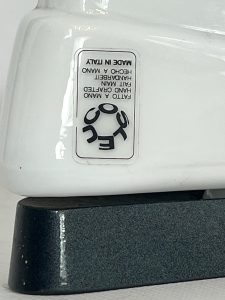 FATTO A MANO
HAND CRAFTED
FAIT MAIN
HANDARBEIT
HECHO A MANO
MADE IN ITALY